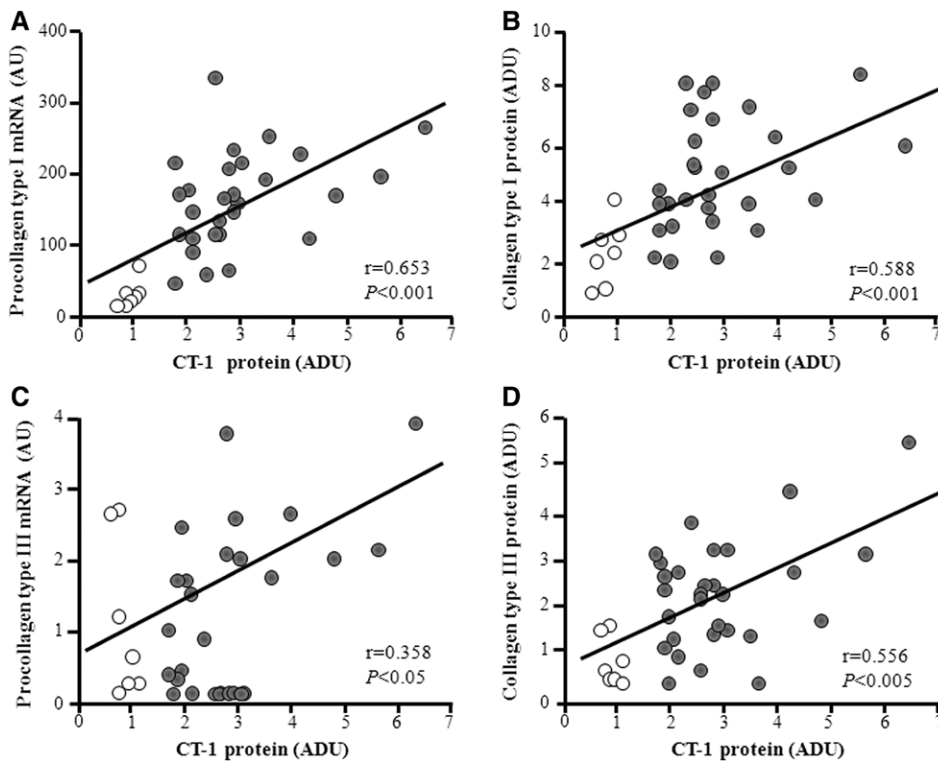 A
Procollagen type I mRNA (AU)
400
300
200
100
0
0 1 2 3 4 5 6 7
r=0.653
P<0.001
CT-1 protein (ADU)
B
Collagen type I protein (ADU)
10
8
6
4
2
0
0 1 2 3 4 5 6 7
r=0.588
P<0.001
CT-1 protein (ADU)
C
Procollagen type III mRNA (AU)
4
3
2
1
0
0 1 2 3 4 5 6 7
r=0.358
P<0.05
CT-1 protein (ADU)
D
Collagen type III protein (ADU)
6
5
4
3
2
1
0
0 1 2 3 4 5 6 7
r=0.556
P<0.005
CT-1 protein (ADU)